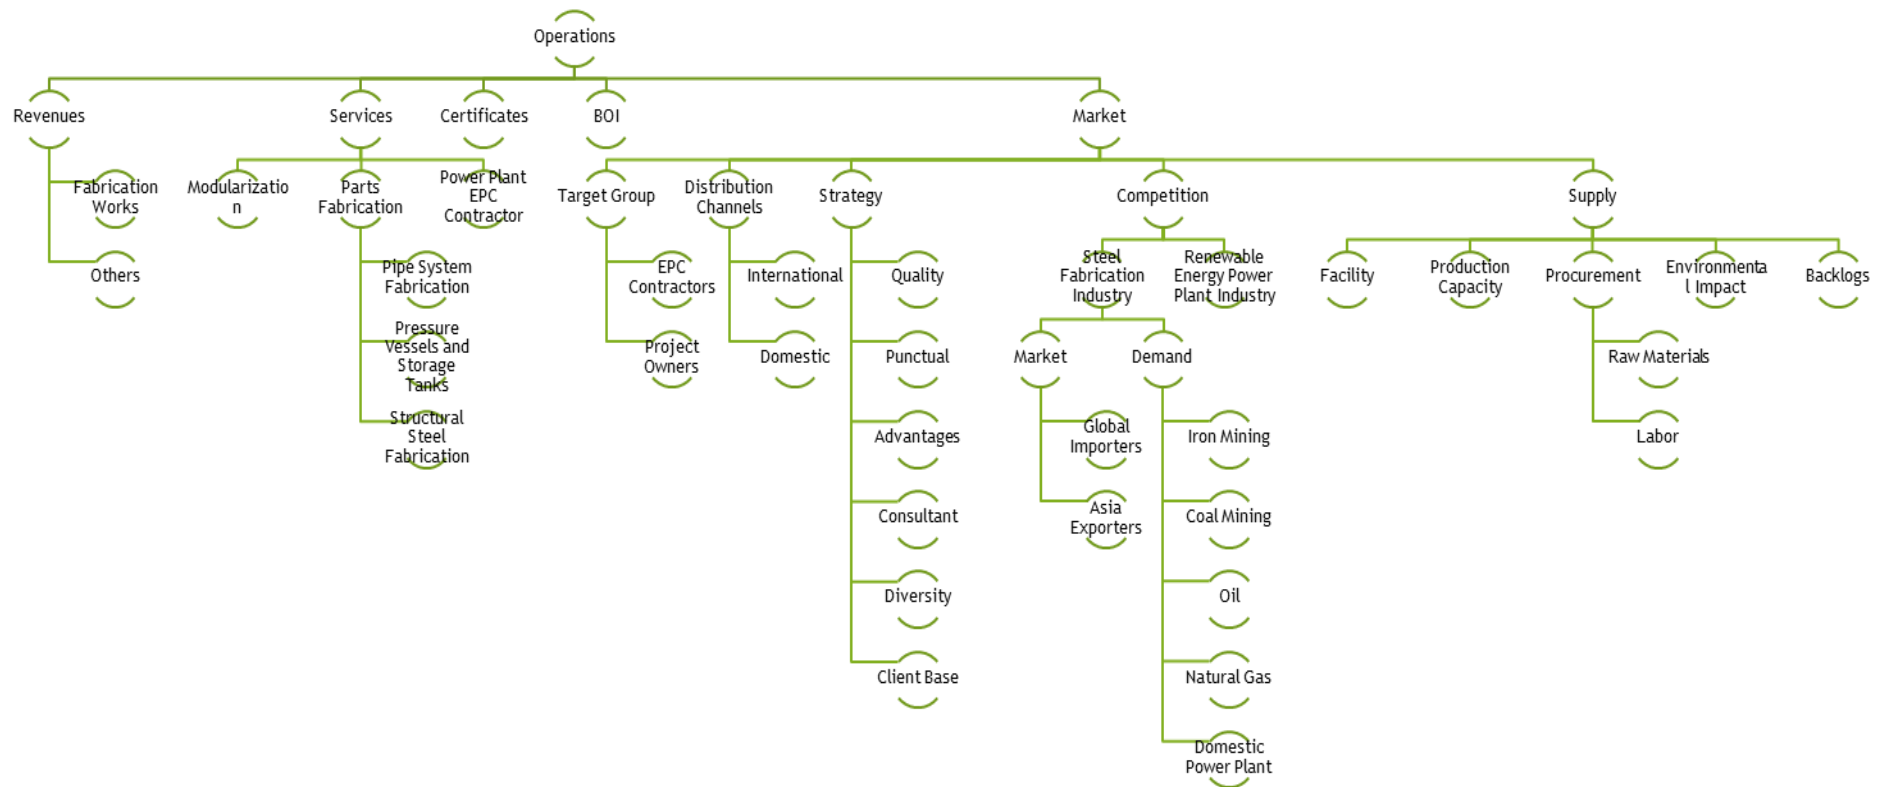 Operations
Revenues
Services
Certificates
BOI
Market
Fabrication
Works
Others
Modularizatio
n
Parts
Fabrication
Power Plant
EPC
Contractor
Pipe System
Fabrication
Pressure
Vessels and
Storage
Tanks
Structural
Steel
Fabrication
Target Group
EPC
Contractors
Project
Owners
Distribution
Channels
International
Domestic
Strategy
Quality
Punctual
Advantages
Consultant
Diversity
Client Base
Competition
Steel
Fabrication
Industry
Renewable
Energy Power
Plant Industry
Market
Global
Importers
Asia
Exporters
Demand
Iron Mining
Coal Mining
Oil
Natural Gas
Domestic
Power Plant
Supply
Facility
Production
Capacity
Procurement
Raw Materials
Labor
Environmenta
l Impact
Backlogs